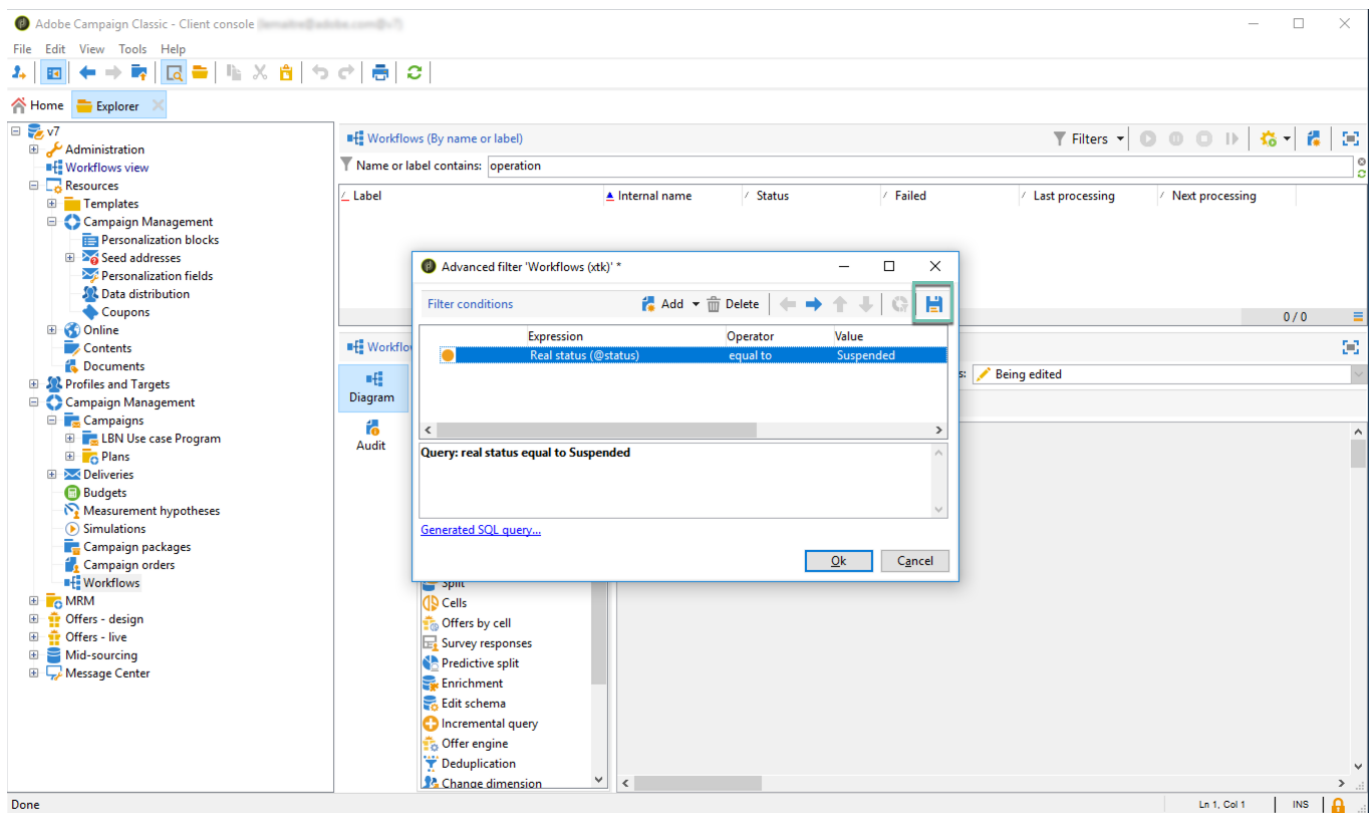 Adobe Campaign Classic - Client console
File Edit View Tools Help
Home Explorer
v7
Administration
Workflows view
Resources
Templates
Campaign Management
Personalization blocks
Seed addresses
Personalization fields
Data distribution
Coupons
Online
Contents
Documents
Profiles and Targets
Campaign Management
Campaigns
LBN Use case Program
Plans
Deliveries
Budgets
Measurement hypotheses
Simulations
Campaign packages
Campaign orders
Workflows
MRM
Offers - design
Offers - live
Mid-sourcing
Message Center
Workflows (By name or label) Filters
Name or label contains: operation
Label Internal name Status Failed Last processing Next processing
0 / 0
Workflo
s: Being edited
Diagram
Audit
Advanced filter 'Workflows (xtk)' *
Filter conditions Add Delete
Expression Operator Value
Real status (@status) equal to Suspended
Query: real status equal to Suspended
Generated SQL query...
Ok Cancel
Split
Cells
Offers by cell
Survey responses
Predictive split
Enrichment
Edit schema
Incremental query
Offer engine
Deduplication
Change dimension
Done Ln 1, Col 1 INS